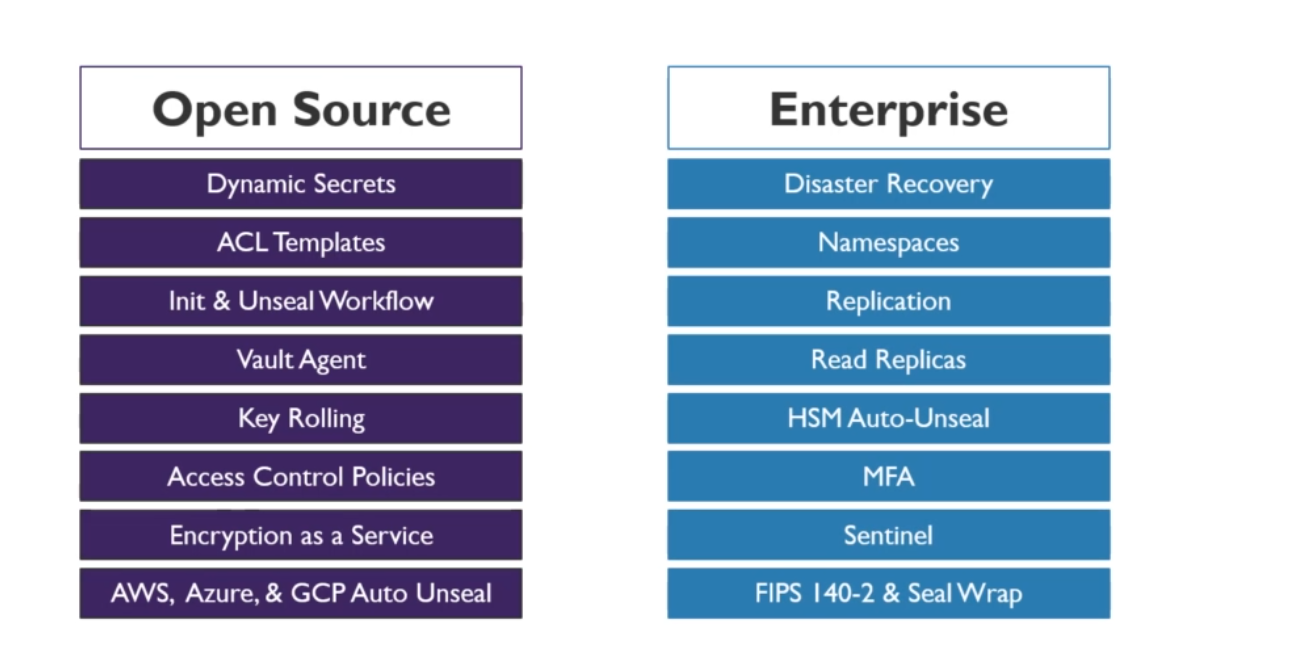 Open Source
Dynamic Secrets
ACL Templates
Init & Unseal Workflow
Vault Agent
Key Rolling
Access Control Policies
Encryption as a Service
AWS, Azure, & GCP Auto Unseal
Enterprise
Disaster Recovery
Namespaces
Replication
Read Replicas
HSM Auto-Unseal
MFA
Sentinel
FIPS 140-2 & Seal Wrap